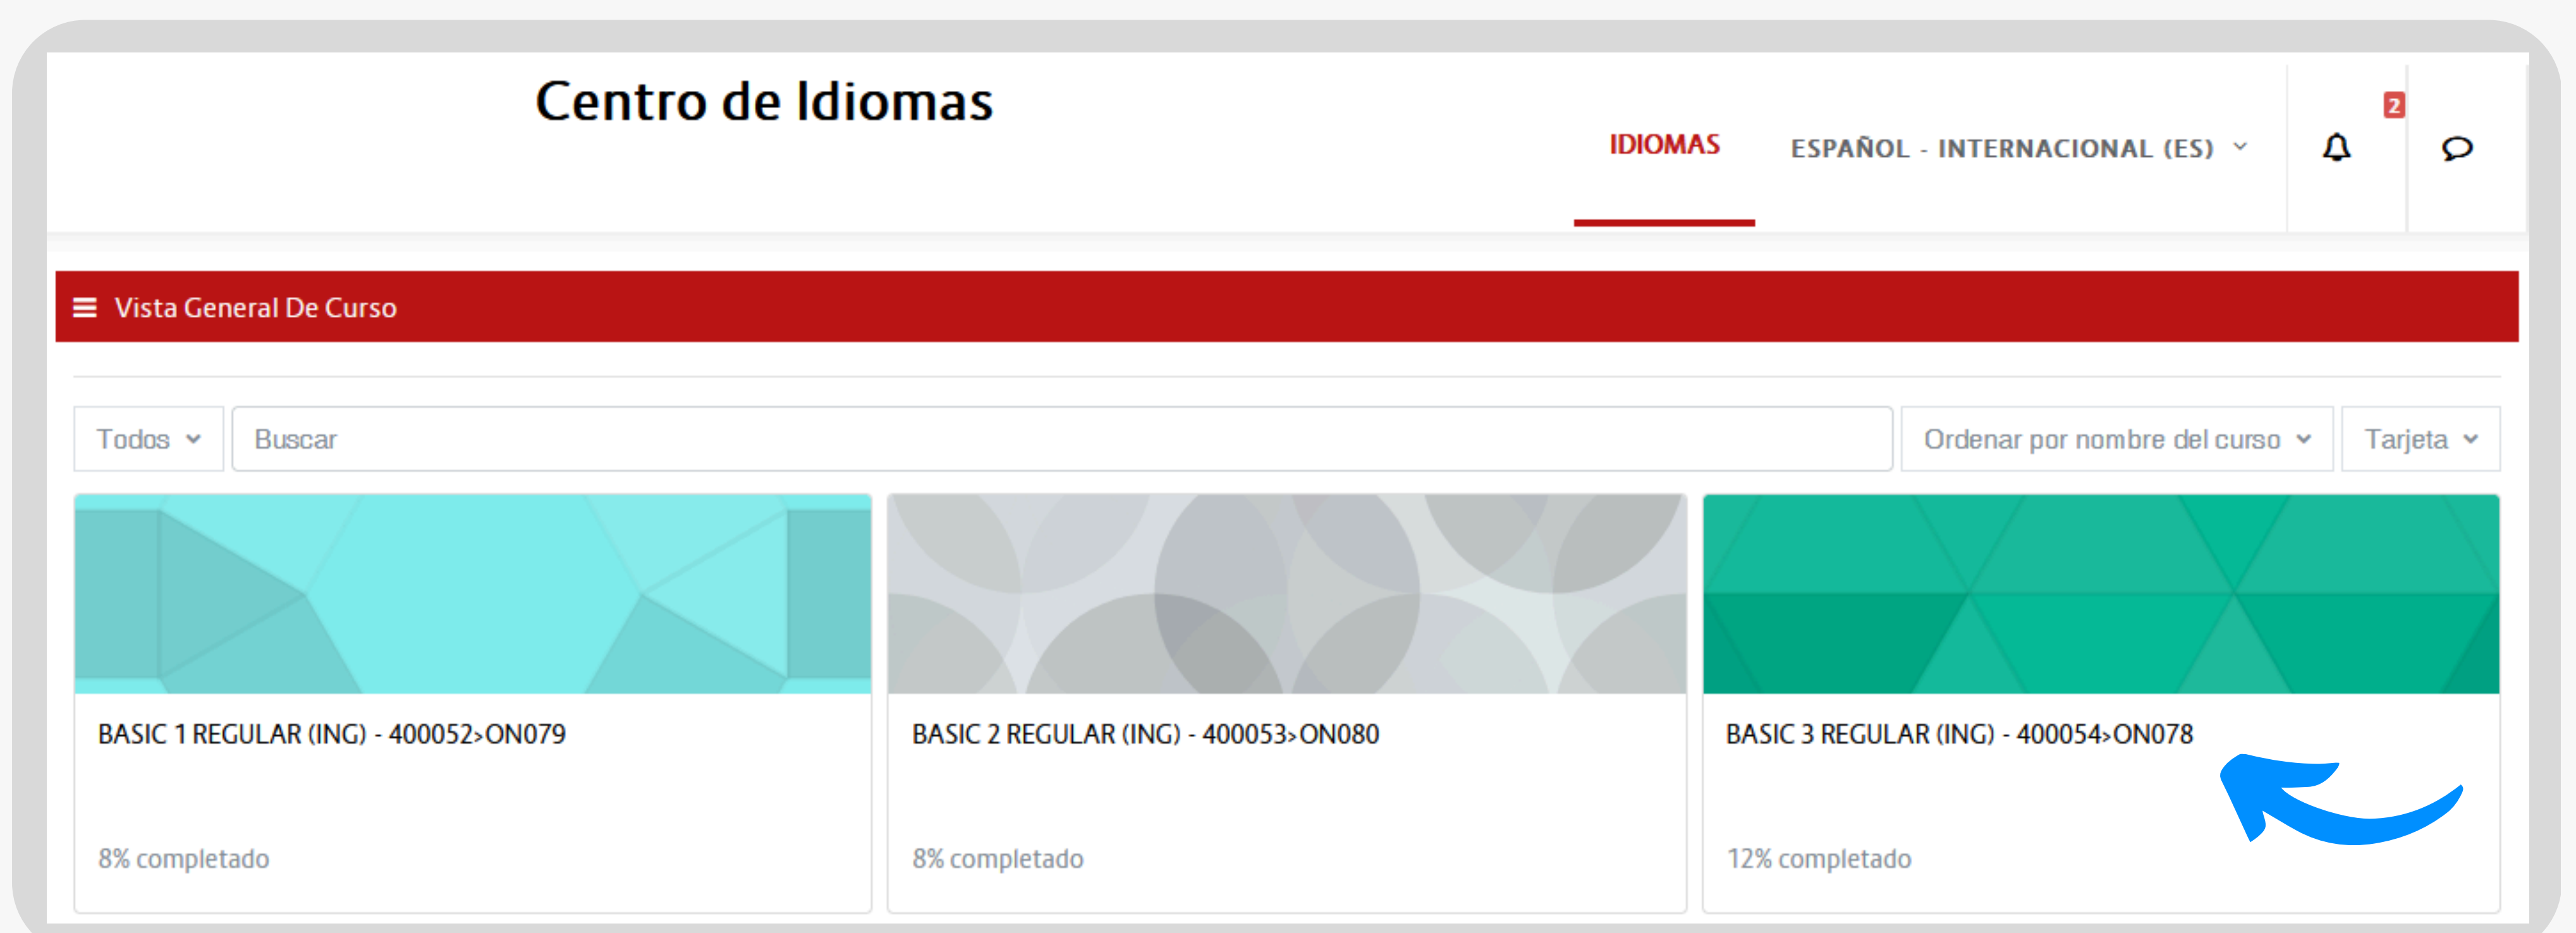 Centro de Idiomas
IDIOMAS
ESPAÑOL - INTERNACIONAL (ES)
2
Vista General De Curso
Todos
Buscar
Ordenar por nombre del curso
Tarjeta
BASIC 1 REGULAR (ING) - 400052>ON079
8% completado
BASIC 2 REGULAR (ING) - 400053>ON080
8% completado
BASIC 3 REGULAR (ING) - 400054>ON078
12% completado